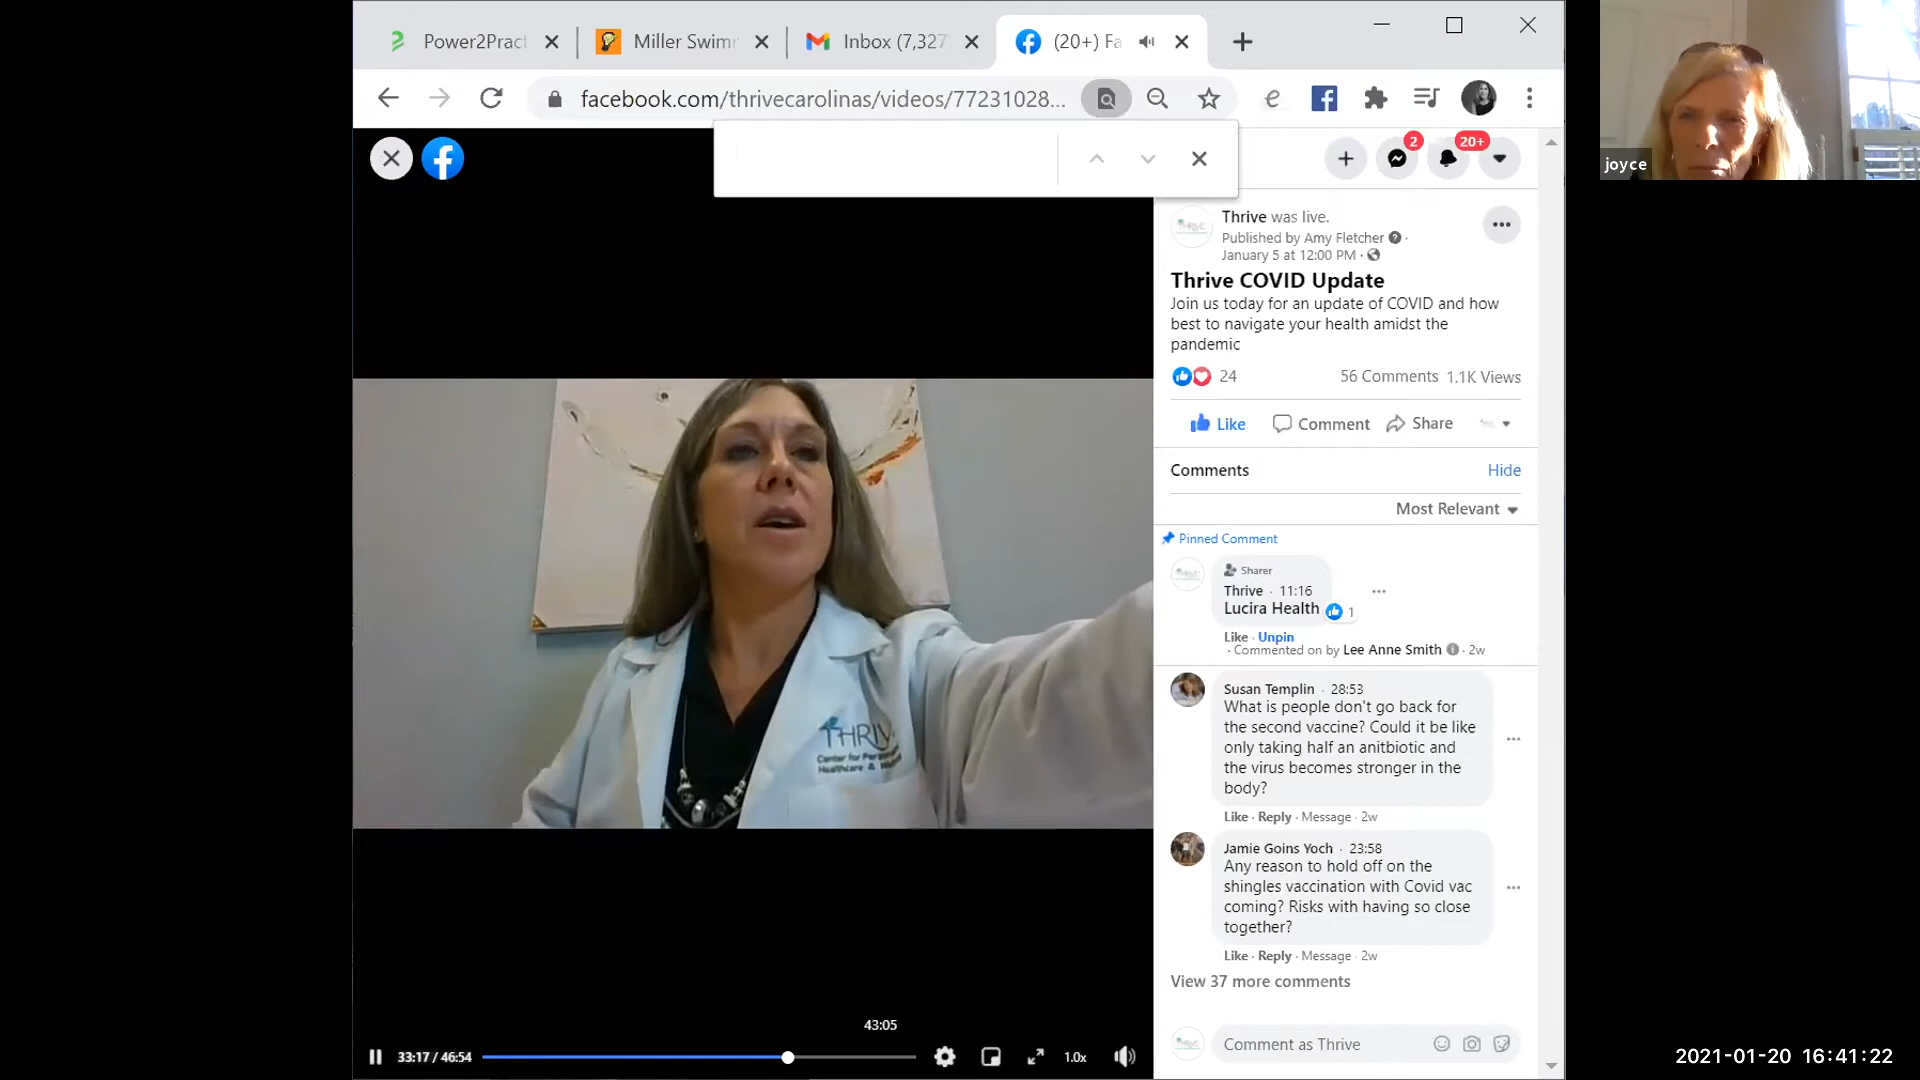 Power2Pract
Miller Swimr
Inbox (7,327
(20+) Fa
facebook.com/thrivecarolinas/videos/77231028...
2
20+
Thrive was live.
Published by Amy Fletcher ·
January 5 at 12:00 PM ·
Thrive COVID Update
Join us today for an update of COVID and how
best to navigate your health amidst the
pandemic
24
56 Comments 1.1K Views
Like Comment Share
Comments Hide
Most Relevant
Pinned Comment
Sharer
Thrive · 11:16
Lucira Health
1
Like · Unpin
· Commented on by Lee Anne Smith · 2w
Susan Templin · 28:53
What is people don't go back for
the second vaccine? Could it be like
only taking half an anitbiotic and
the virus becomes stronger in the
body?
Like · Reply · Message · 2w
Jamie Goins Yoch · 23:58
Any reason to hold off on the
shingles vaccination with Covid vac
coming? Risks with having so close
together?
Like · Reply · Message · 2w
View 37 more comments
Comment as Thrive
THRIV
Center for Per
Healthcare & W
43:05
33:17 / 46:54
1.0x
joyce
2021-01-20 16:41:22